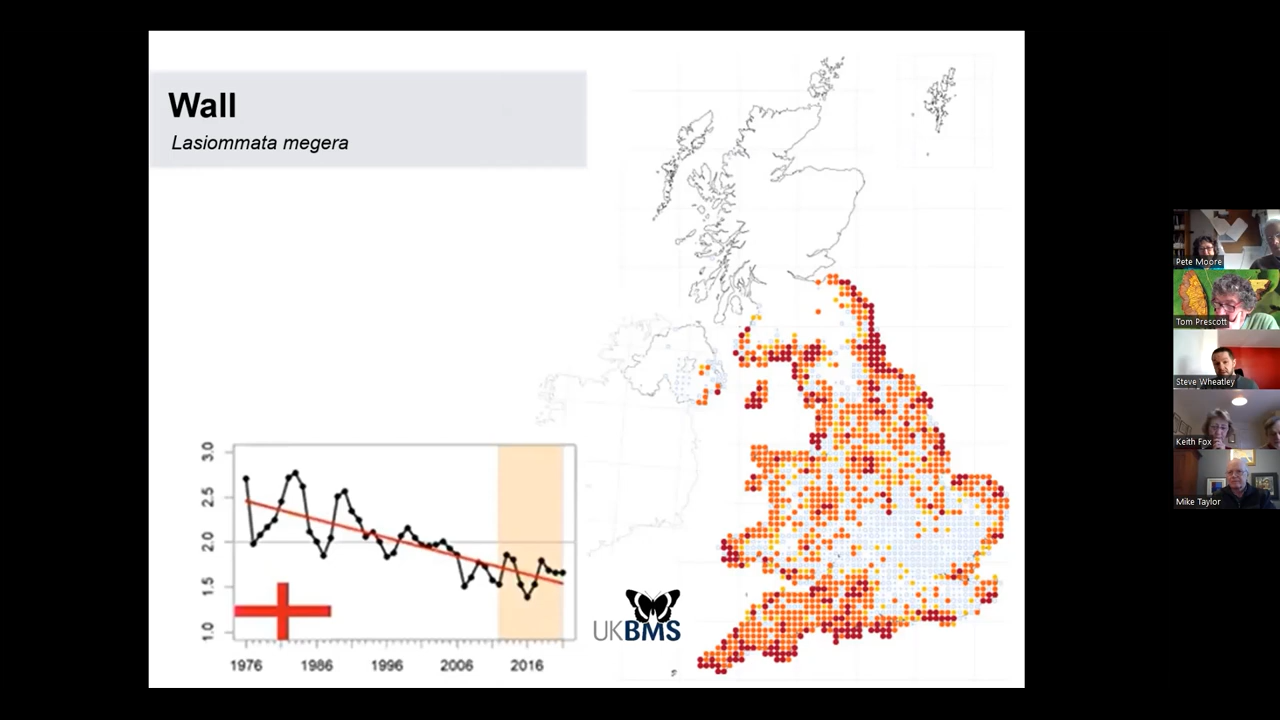 Wall
Lasiommata megera
3.0
2.5
2.0
1.5
1.0
1976
1986
1996
2006
2016
UKBMS
Pete Moore
Tom Prescott
Steve Wheatley
Keith Fox
Mike Taylor